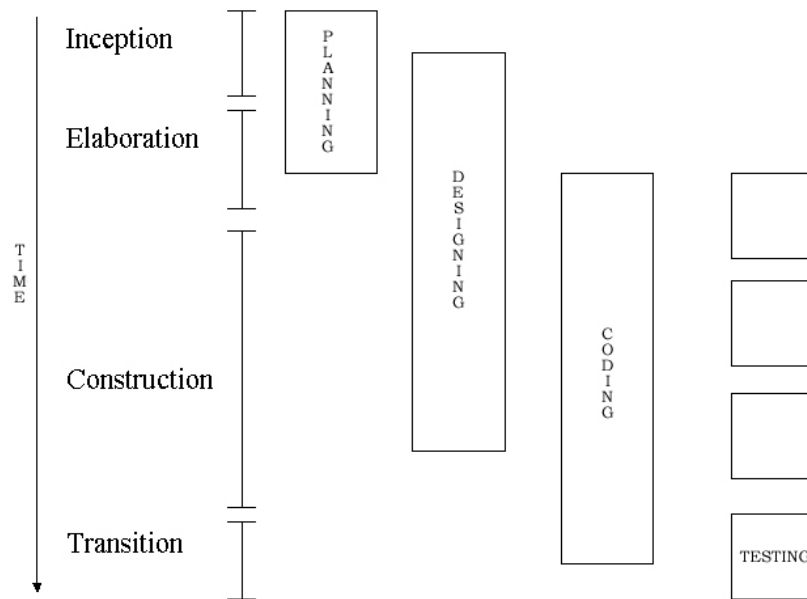 Inception
Elaboration
Construction
Transition
TIME
PLANNING
DESIGNING
CODING
TESTING